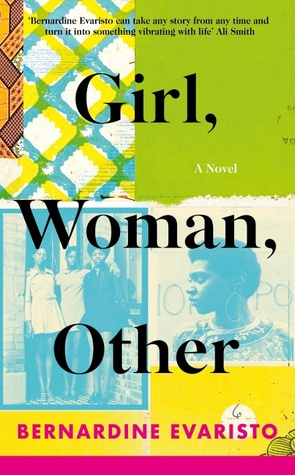 'Bernardine Evaristo can take any story from any time and
turn it into something vibrating with life' Ali Smith
Girl,
A Novel
Woman,
Other
BERNARDINE EVARISTO